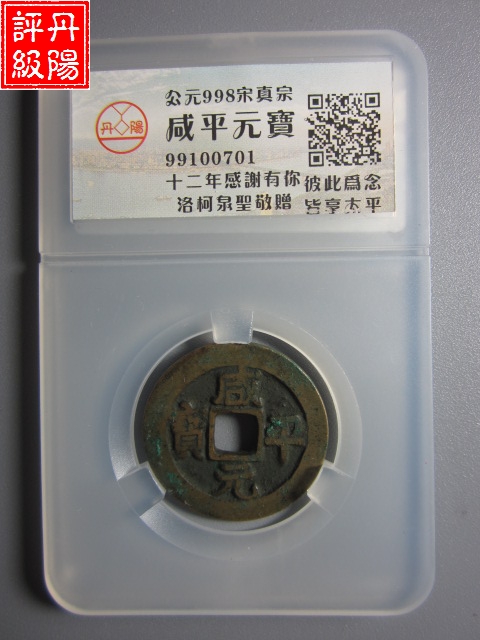 丹陽
評級
公元998宋真宗
丹 陽
咸平元寶
99100701
十二年感謝有你
洛柯泉聖敬贈
彼此爲念
皆享太平
咸平元寶